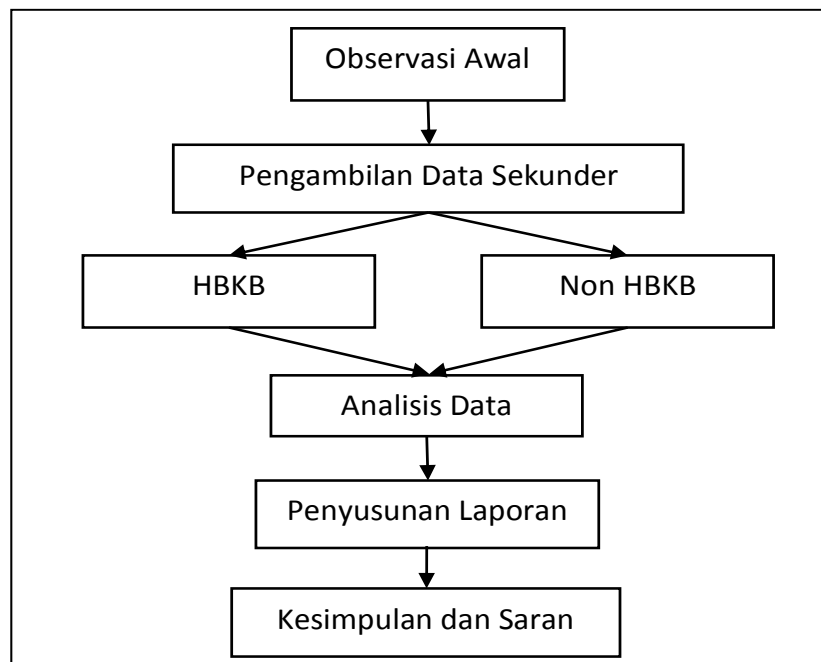 Observasi Awal
Pengambilan Data Sekunder
HBKB
Non HBKB
Analisis Data
Penyusunan Laporan
Kesimpulan dan Saran